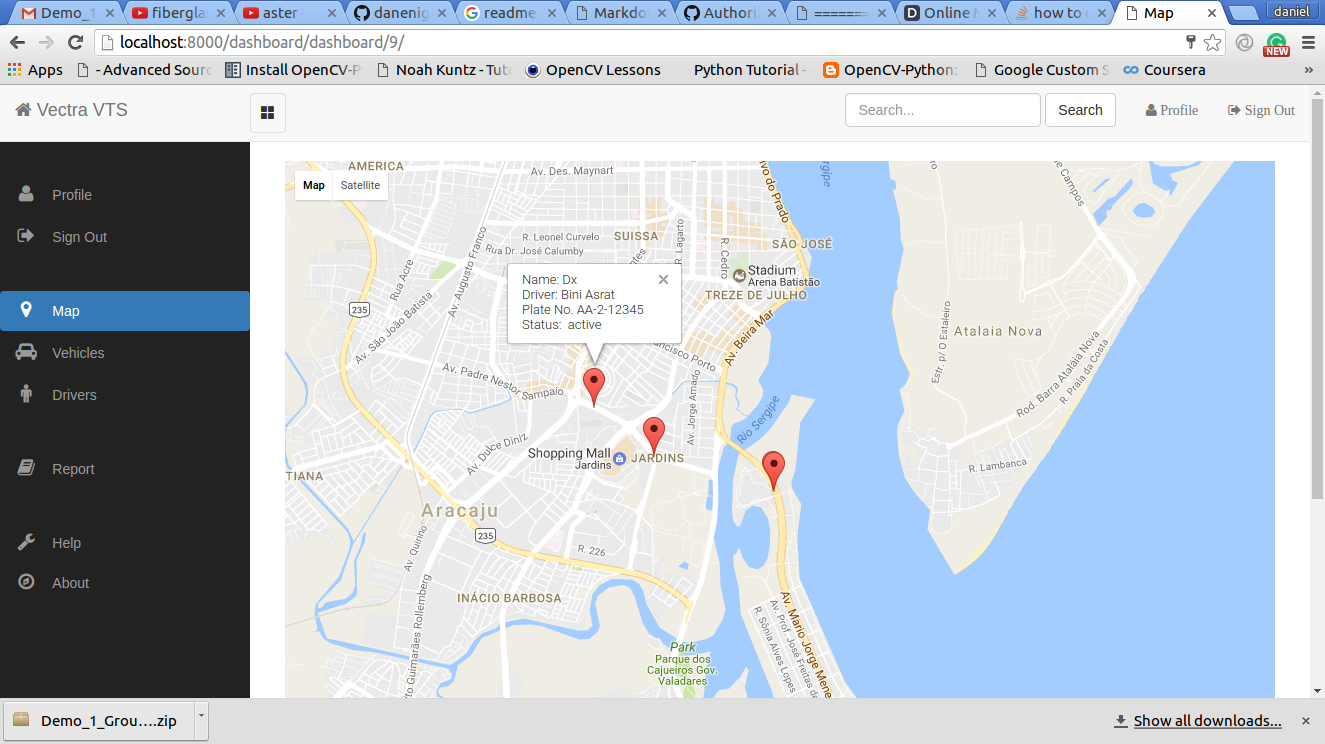 Demo_1
fibergla
aster
danenig
readme
Markdo
Authori
=======
Online
how to
Map
daniel
localhost:8000/dashboard/dashboard/9/
NEW
Apps
- Advanced Sourc
Install OpenCV-P
Noah Kuntz - Tuto
OpenCV Lessons
Python Tutorial -
OpenCV-Python:
Google Custom S
Coursera
»
Vectra VTS
Search...
Search
Profile
Sign Out
Profile
Sign Out
Map
Vehicles
Drivers
Report
Help
About
Map
Satellite
AMERICA
Av. Des. Maynart
R. Leonel Curvelo
Rua Dr. José Calumby
SUISSA
R. Lagarto
R. Cedro
ivo do Prado
Sergipe
SÃO JOSÉ
Stadium
Arena Batistão
TREZE DE JULHO
Av. Beira Mar
Rua Acre
Av. Augusto Franco
235
Av. São João Batista
Name: Dx
Driver: Bini Asrat
Plate No. AA-2-12345
Status: active
ancisco Porto
Av. Padre Nestor
Sampaio
Av. Jorge Amado
Rio Sergipe
Av. Dulce Diniz
Shopping Mall
Jardins
JARDINS
TIANA
Aracaju
235
Av. Quirino
R. 226
INÁCIO BARBOSA
Guimarães Rollemberg
Park
Parque dos
Cajueiros Gov.
Valadares
Av. Mario Jorge Mene
Av. Prof. José Freitas de
R. Sônia Alves Lopes
Campos
Atalaia Nova
Estr. p/ O Estaleiro
Rod. Barra Atalaia Nova
R. Praia da Costa
R. Lambanca
Demo_1_Grou....zip
Show all downloads...